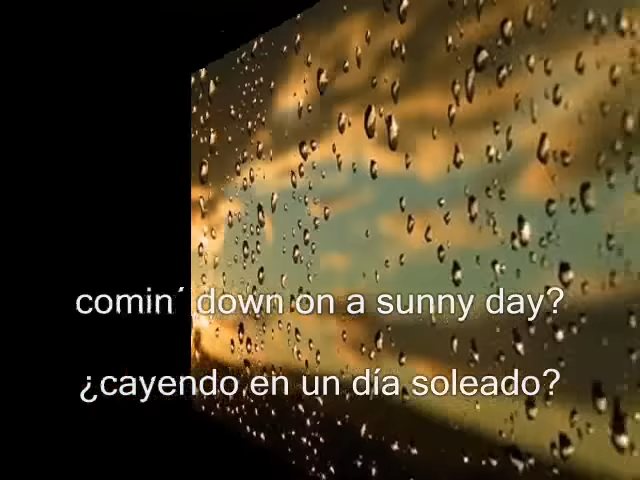 comin´ down on a sunny day?
¿cayendo en un día soleado?